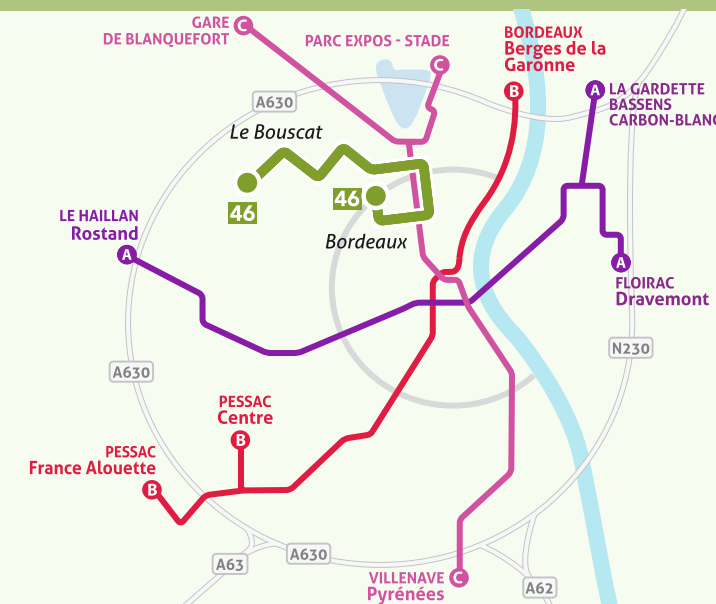 GARE
DE BLANQUEFORT
C
PARC EXPOS - STADE
C
BORDEAUX
Berges de la
Garonne
B
A
LA GARDETTE
BASSENS
CARBON-BLANC
A630
Le Bouscat
46
46
Bordeaux
LE HAILLAN
Rostand
A
A
FLOIRAC
Dravemont
N230
A630
PESSAC
Centre
B
PESSAC
France Alouette
B
A63
A630
VILLENAVE
Pyrénées
C
A62